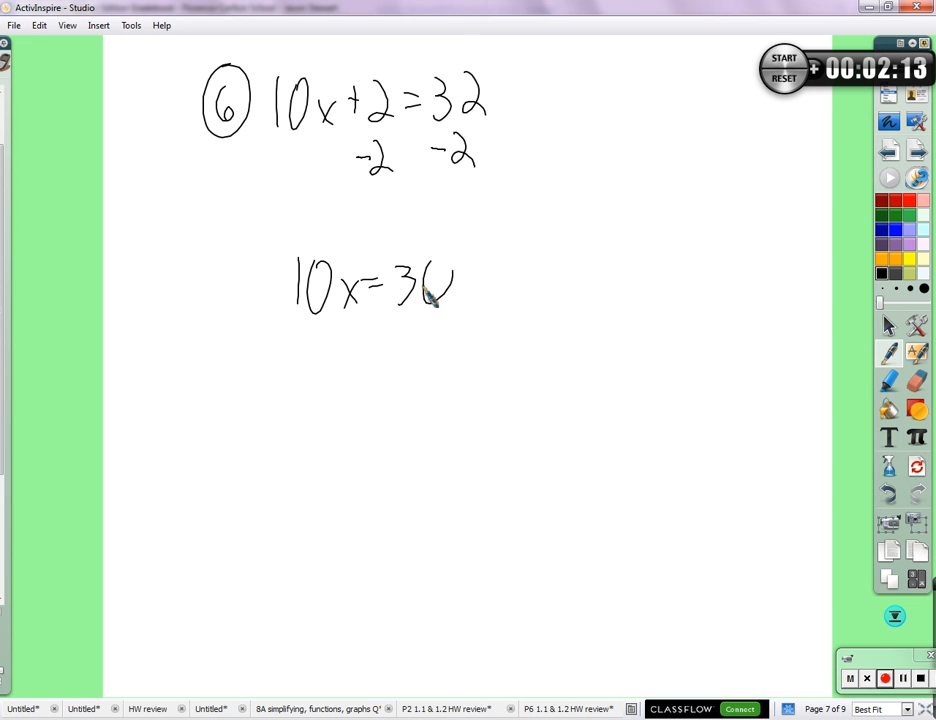 ActivInspire - Studio
File Edit View Insert Tools Help
START
RESET
+ 00:02:13
6 10x+2=32
-2 -2
10x=30
M
Untitled* Untitled* HW review Untitled* 8A simplifying, functions, graphs Q' P2 1.1 & 1.2 HW review* P6 1.1 & 1.2 HW review* CLASSFLOW Connect Page 7 of 9 Best Fit